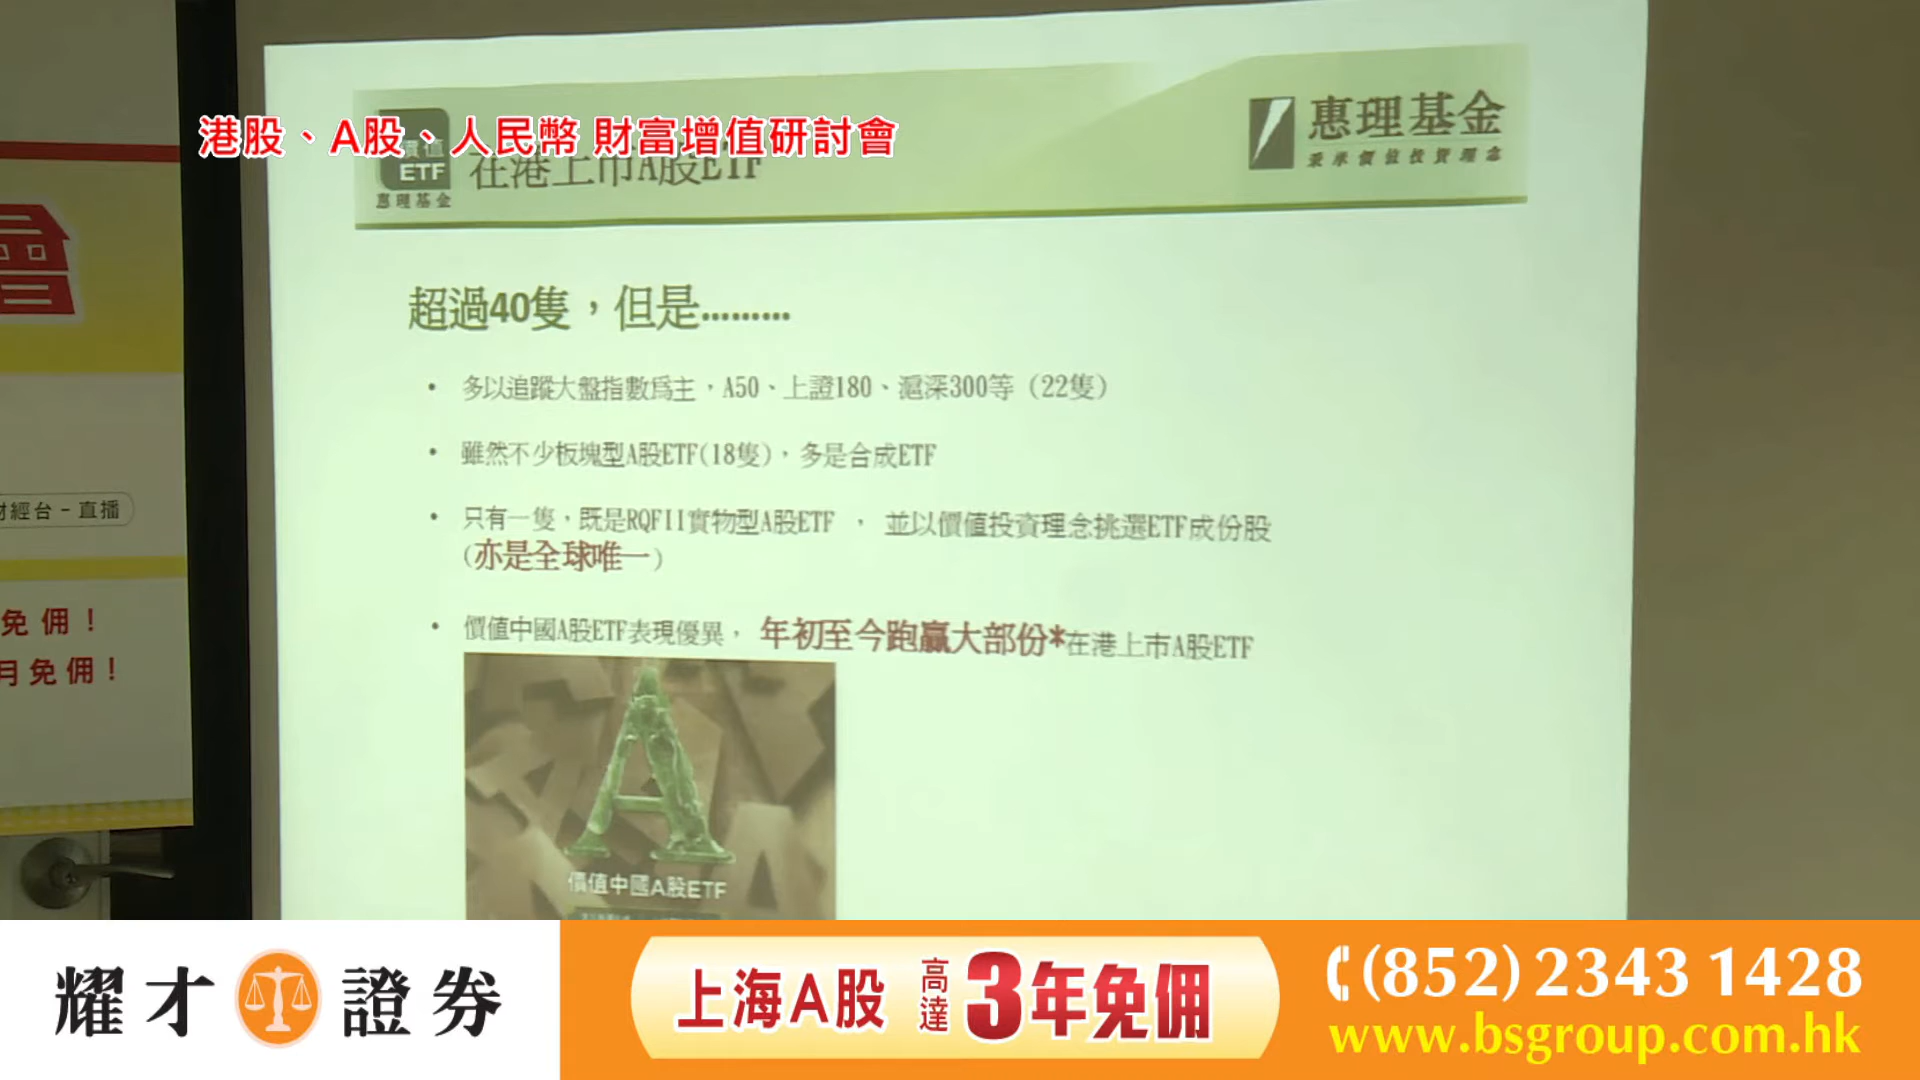 港股、A股、人民幣 財富增值研討會
價值
ETF
惠理基金
在港上市A股ETF
惠理基金
秉承價值投資理念
超過40隻，但是.........
• 多以追蹤大盤指數為主，A50、上證180、滬深300等（22隻）
• 雖然不少板塊型A股ETF(18隻)，多是合成ETF
• 只有一隻，既是RQFII實物型A股ETF ，並以價值投資理念挑選ETF成份股
(亦是全球唯一)
• 價值中國A股ETF表現優異，年初至今跑贏大部份*在港上市A股ETF
價值中國A股ETF
會
財經台－直播
免佣！
月免佣！
耀才證券
上海A股 高達3年免佣
(852) 2343 1428
www.bsgroup.com.hk